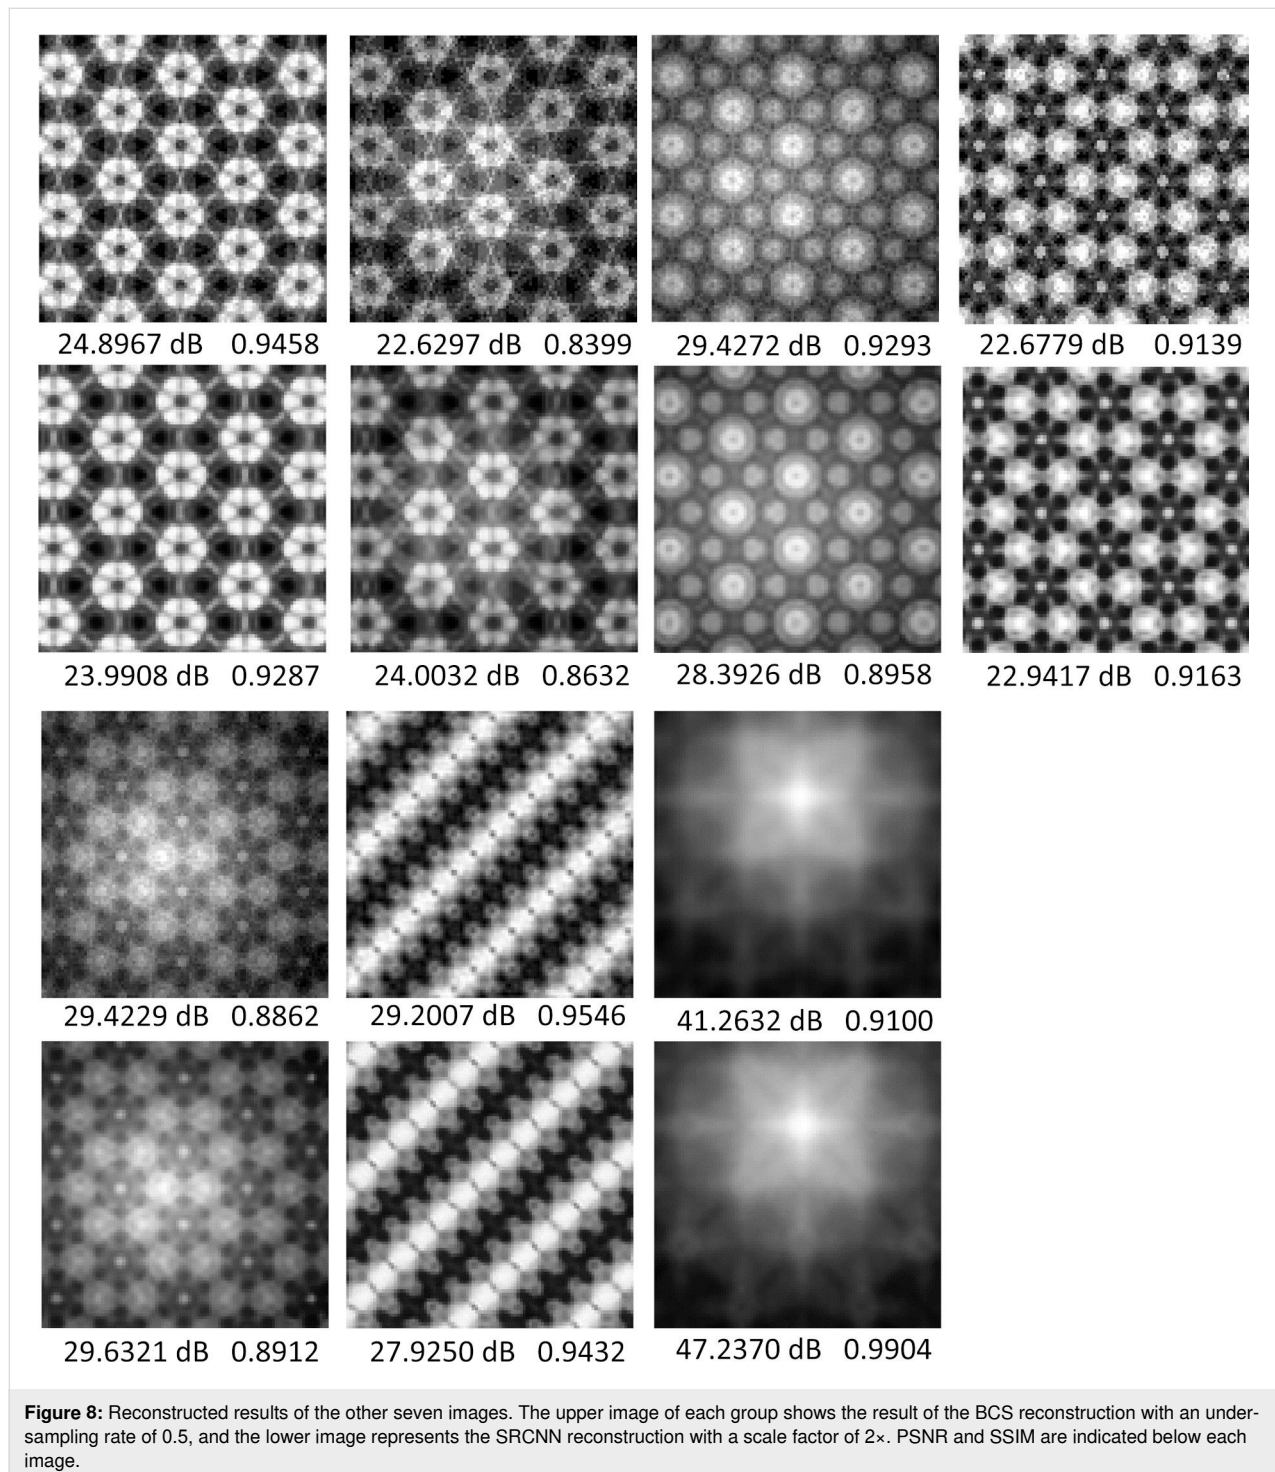 24.8967 dB 0.9458 22.6297 dB 0.8399 29.4272 dB 0.9293 22.6779 dB 0.9139
23.9908 dB 0.9287 24.0032 dB 0.8632 28.3926 dB 0.8958 22.9417 dB 0.9163
29.4229 dB 0.8862 29.2007 dB 0.9546 41.2632 dB 0.9100
29.6321 dB 0.8912 27.9250 dB 0.9432 47.2370 dB 0.9904
Figure 8: Reconstructed results of the other seven images. The upper image of each group shows the result of the BCS reconstruction with an under-
sampling rate of 0.5, and the lower image represents the SRCNN reconstruction with a scale factor of 2×. PSNR and SSIM are indicated below each
image.